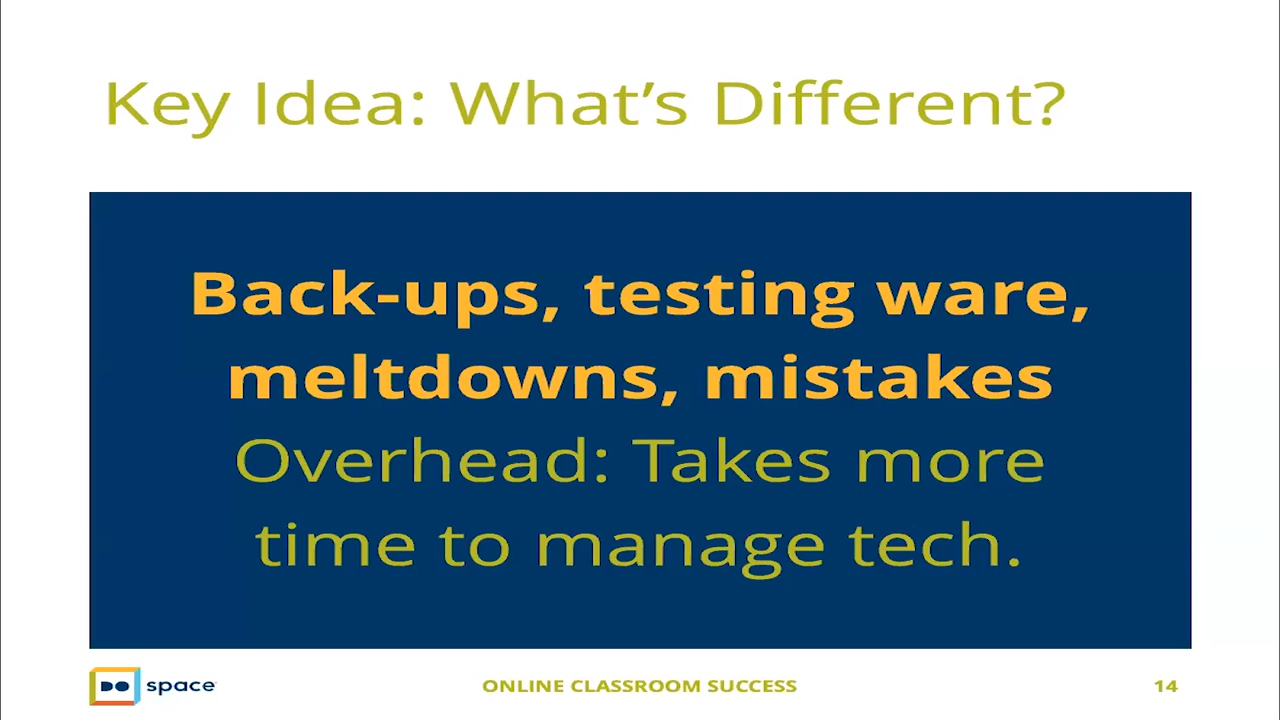 Key Idea: What’s Different?
Back-ups, testing ware,
meltdowns, mistakes
Overhead: Takes more
time to manage tech.
DO space
ONLINE CLASSROOM SUCCESS
14